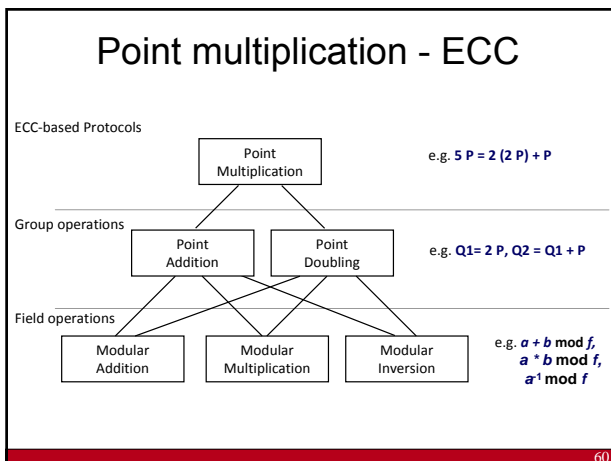 Point multiplication - ECC
ECC-based Protocols
Point
Multiplication
e.g. 5 P = 2 (2 P) + P
Group operations
Point
Addition
Point
Doubling
e.g. Q1= 2 P, Q2 = Q1 + P
Field operations
Modular
Addition
Modular
Multiplication
Modular
Inversion
e.g. a + b mod f,
a * b mod f,
a-1 mod f
60